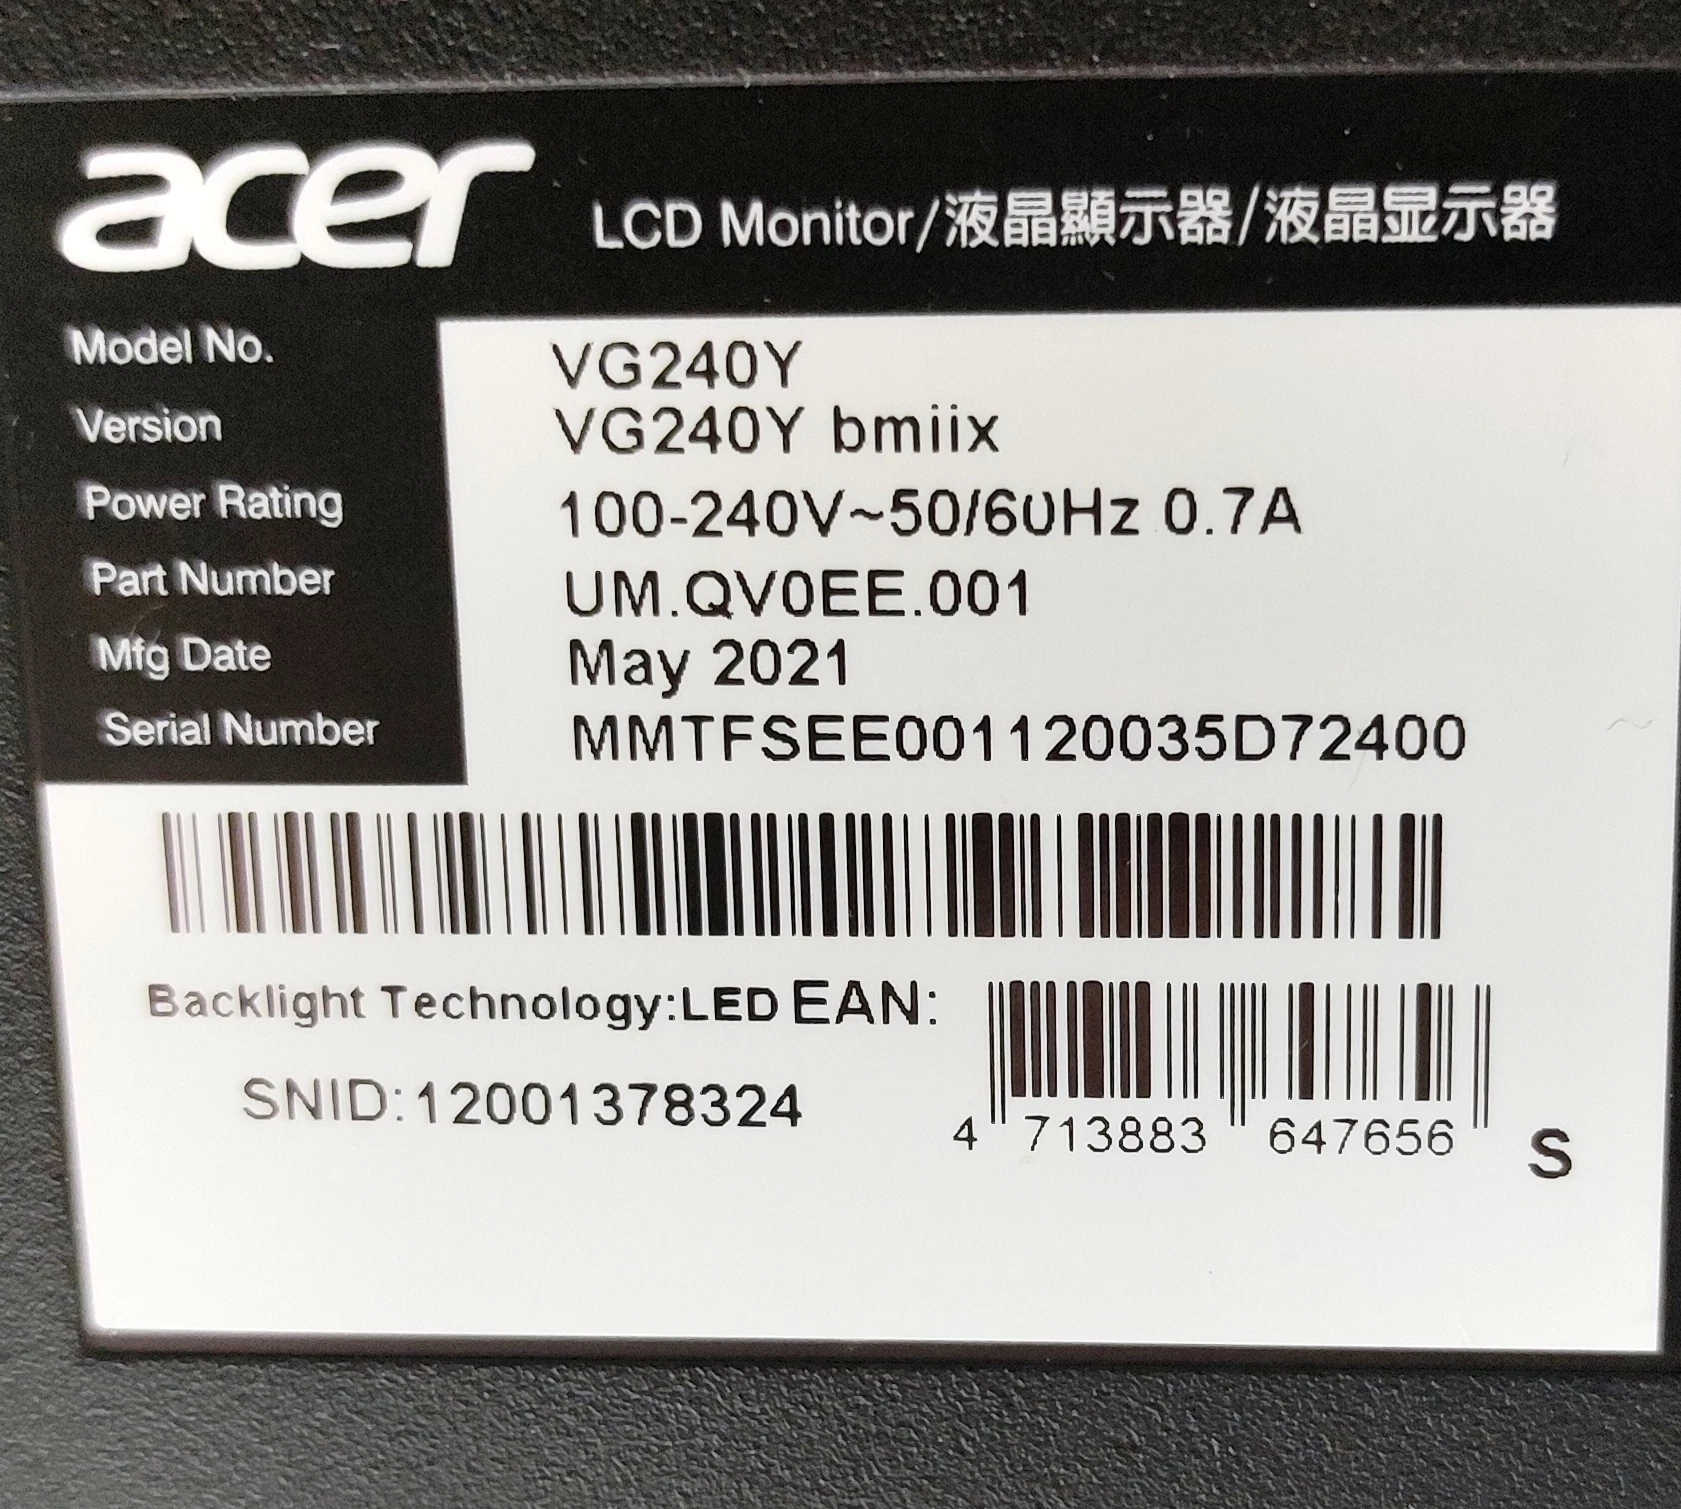 acer LCD Monitor/液晶顯示器/液晶显示器
Model No. VG240Y
Version VG240Y bmiix
Power Rating 100-240V~50/60Hz 0.7A
Part Number UM.QV0EE.001
Mfg Date May 2021
Serial Number MMTFSEE001120035D72400
Backlight Technology:LED EAN:
SNID:12001378324
4 713883 647656 S